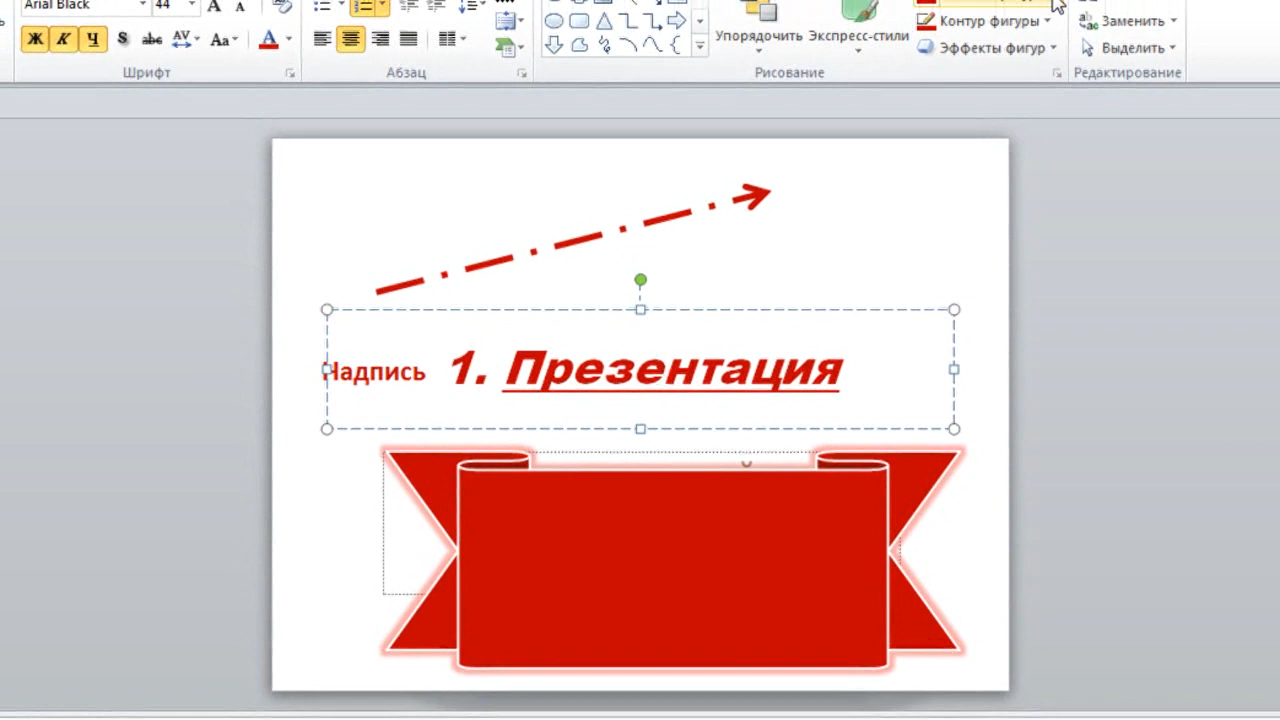 Arial Black 44 А А
Контур фигуры
Заменить
Ж К Ч S abc AV Aa А
Упорядочить Экспресс-стили
Эффекты фигур
Выделить
Шрифт Абзац Рисование Редактирование
Надпись 1. Презентация